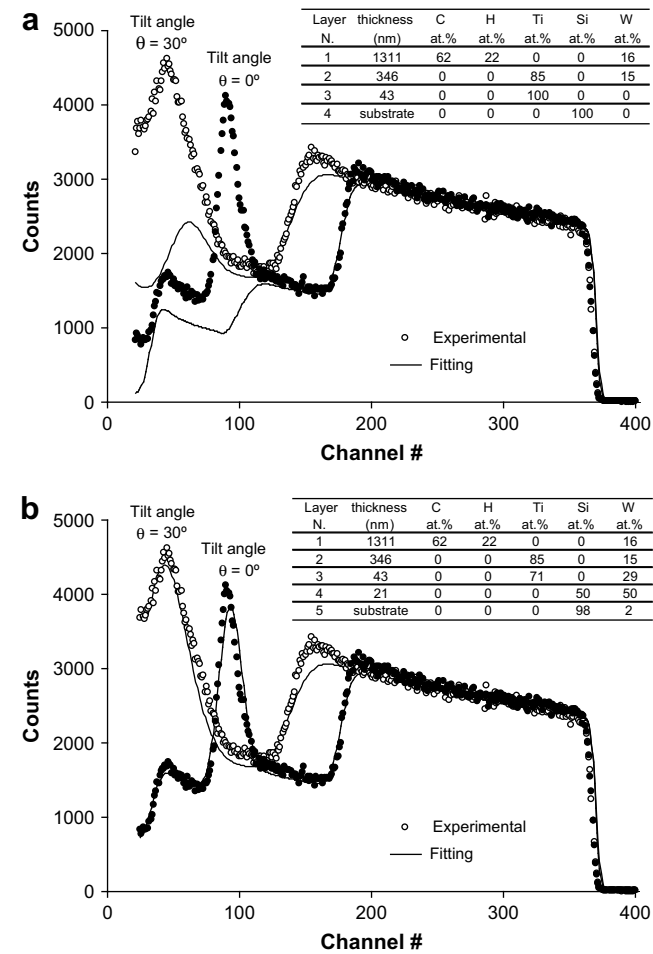 a
Tilt angle
θ = 30º
Tilt angle
θ = 0º
Layer thickness C H Ti Si W
N. (nm) at.% at.% at.% at.% at.%
1 1311 62 22 0 0 16
2 346 0 0 85 0 15
3 43 0 0 100 0 0
4 substrate 0 0 0 100 0
5000
4000
3000
2000
1000
0
Counts
Experimental
Fitting
0 100 200 300 400
Channel #
b
Tilt angle
θ = 30º
Tilt angle
θ = 0º
Layer thickness C H Ti Si W
N. (nm) at.% at.% at.% at.% at.%
1 1311 62 22 0 0 16
2 346 0 0 85 0 15
3 43 0 0 71 0 29
4 21 0 0 0 50 50
5 substrate 0 0 0 98 2
5000
4000
3000
2000
1000
0
Counts
Experimental
Fitting
0 100 200 300 400
Channel #